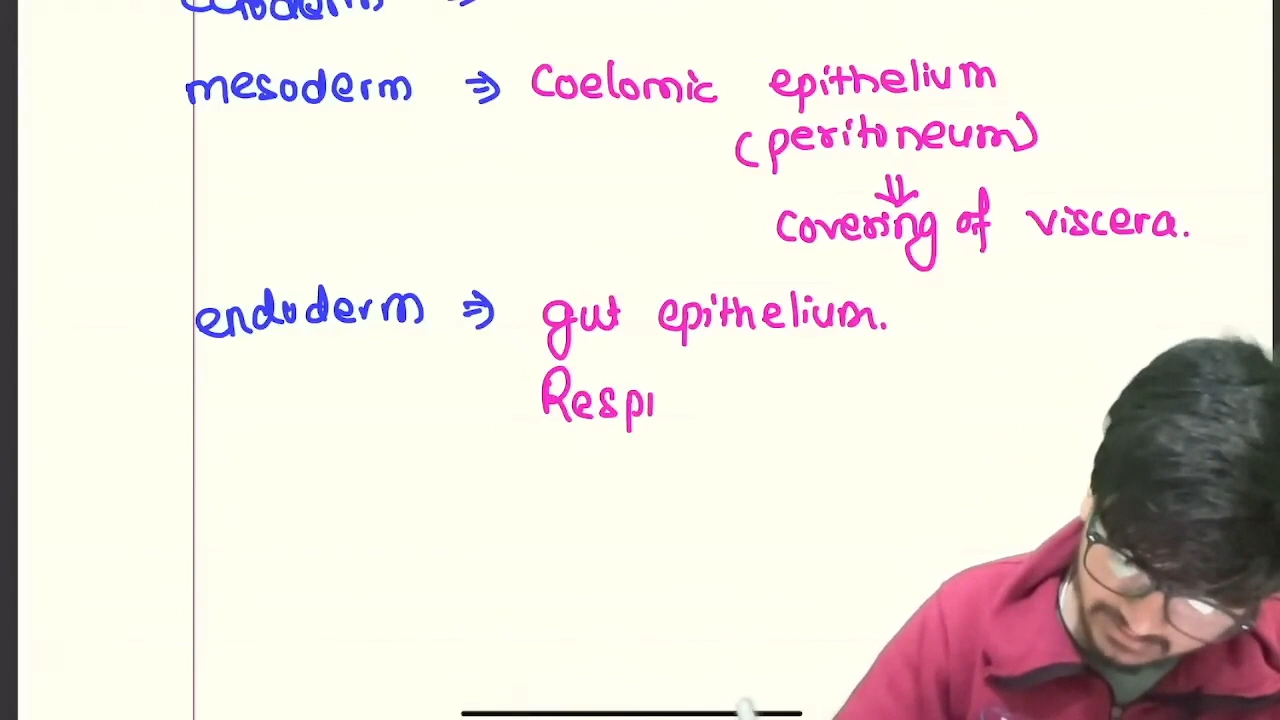 mesoderm ⇒ Coelomic epithelium
(peritoneum)
⇓
covering of viscera.
endoderm ⇒ gut epithelium.
Respi